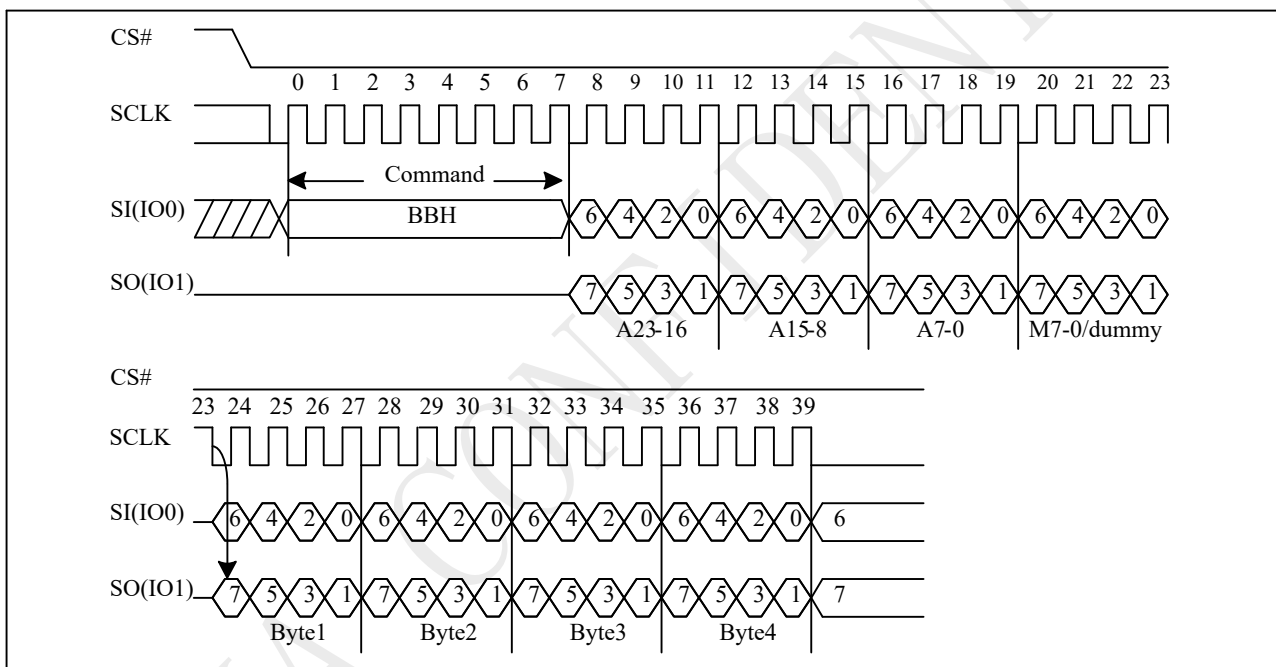 CS#
0 1 2 3 4 5 6 7 8 9 10 11 12 13 14 15 16 17 18 19 20 21 22 23
SCLK
Command
SI(IO0) BBH 6 4 2 0 6 4 2 0 6 4 2 0 6 4 2 0
SO(IO1) 7 5 3 1 7 5 3 1 7 5 3 1 7 5 3 1
A23-16 A15-8 A7-0 M7-0/dummy
CS#
23 24 25 26 27 28 29 30 31 32 33 34 35 36 37 38 39
SCLK
SI(IO0) 6 4 2 0 6 4 2 0 6 4 2 0 6 4 2 0 6
SO(IO1) 7 5 3 1 7 5 3 1 7 5 3 1 7 5 3 1 7
Byte1 Byte2 Byte3 Byte4